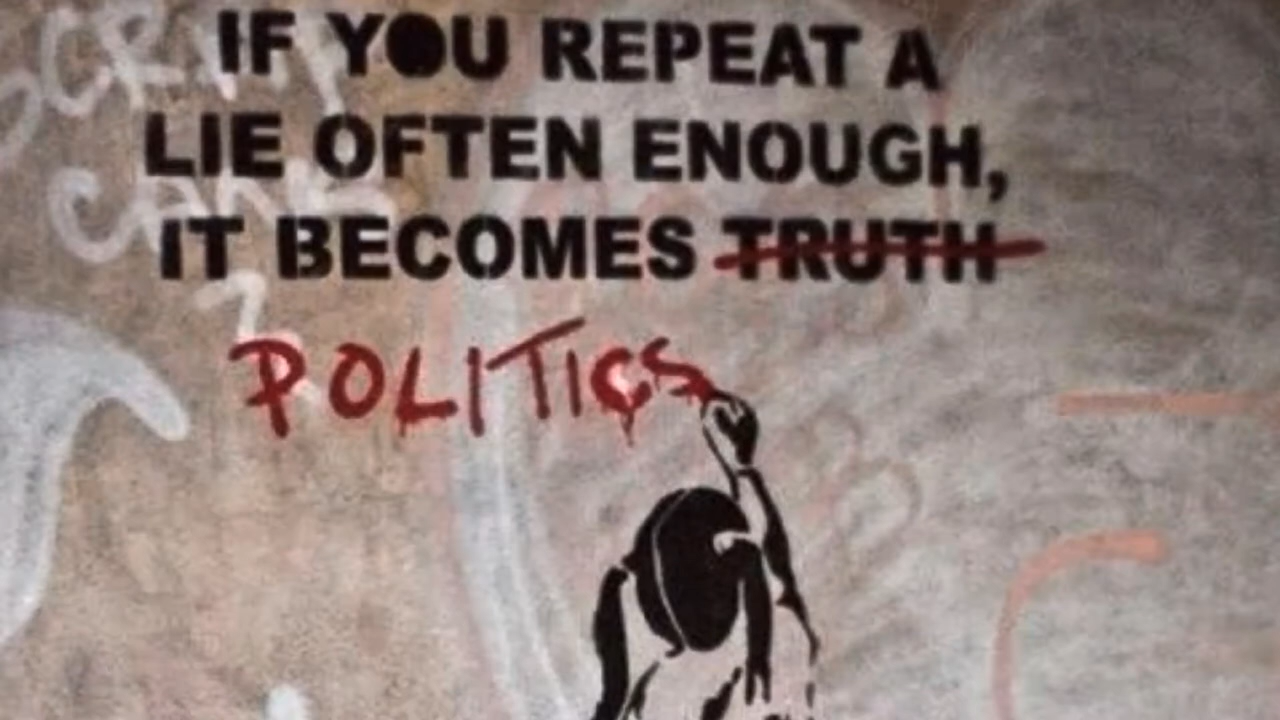 IF YOU REPEAT A
LIE OFTEN ENOUGH,
IT BECOMES TRUTH
POLITICS